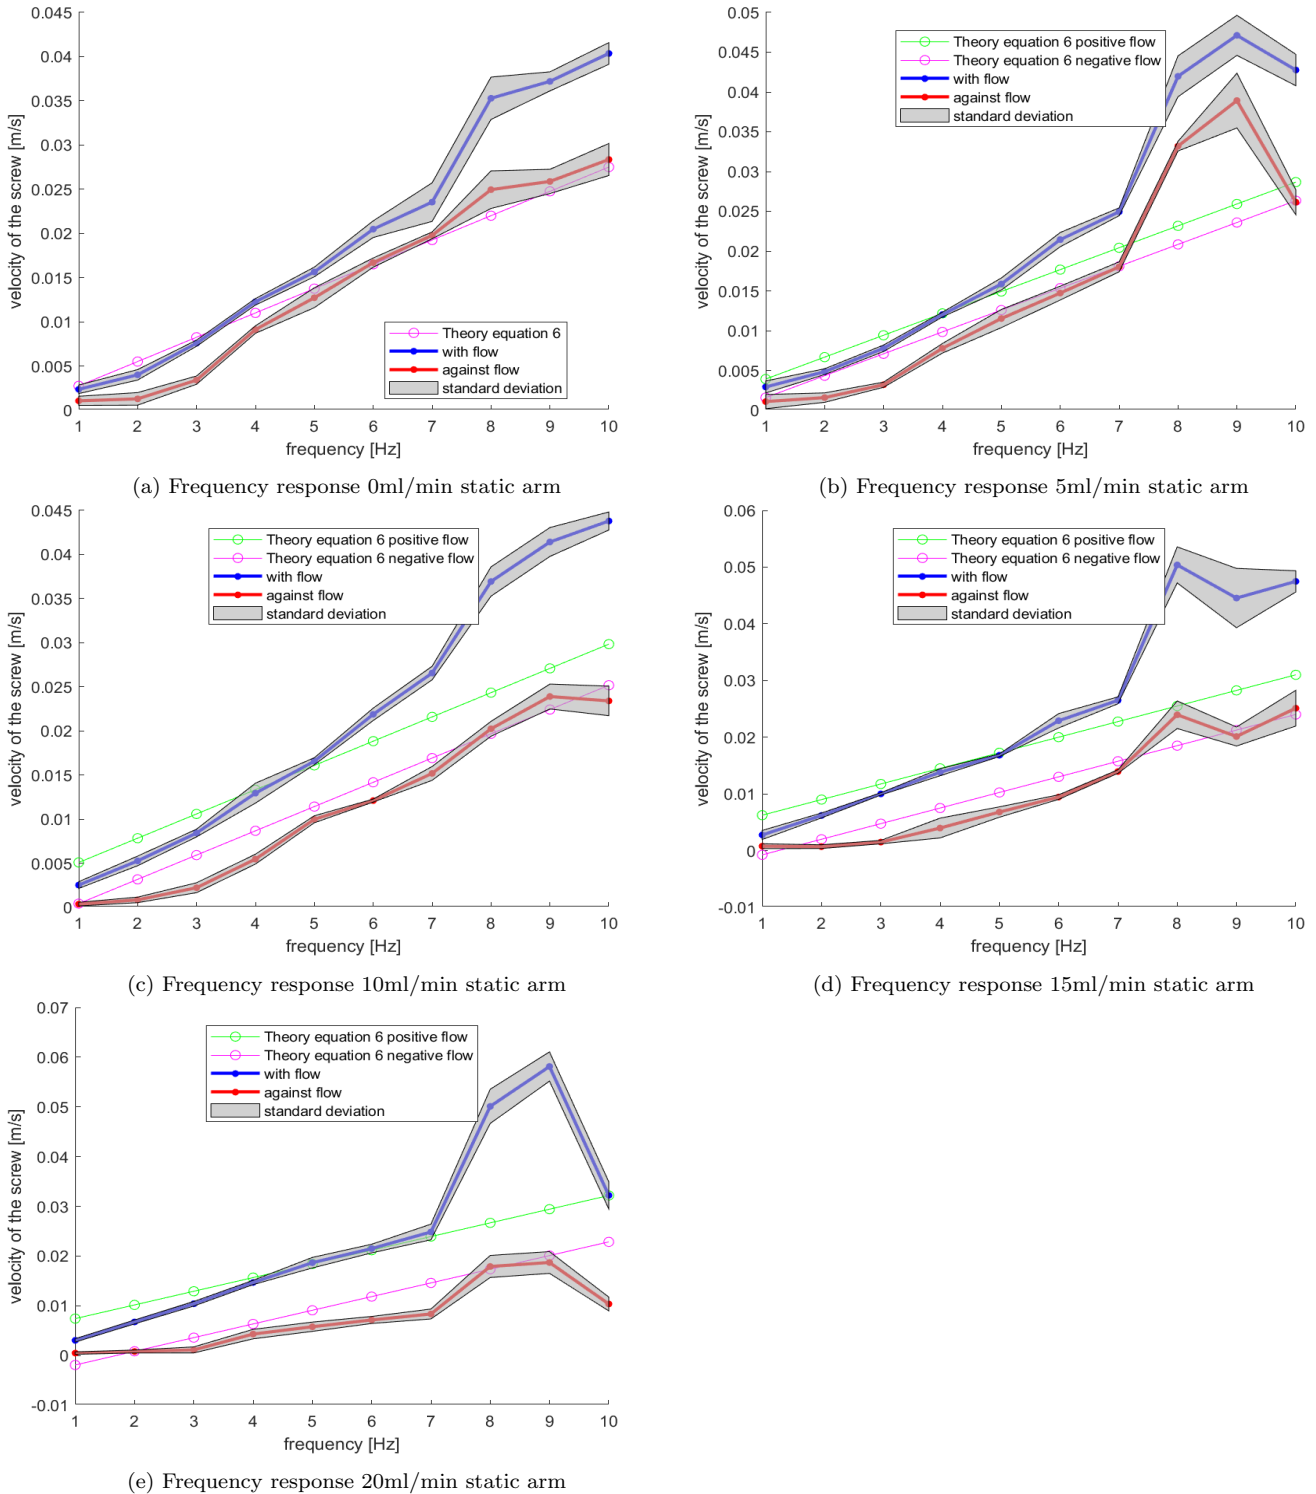 0.045
0.04
0.035
0.03
0.025
0.02
0.015
0.01
0.005
0
velocity of the screw [m/s]
Theory equation 6
with flow
against flow
standard deviation
1 2 3 4 5 6 7 8 9 10
frequency [Hz]
(a) Frequency response 0ml/min static arm
0.05
0.045
0.04
0.035
0.03
0.025
0.02
0.015
0.01
0.005
0
velocity of the screw [m/s]
Theory equation 6 positive flow
Theory equation 6 negative flow
with flow
against flow
standard deviation
1 2 3 4 5 6 7 8 9 10
frequency [Hz]
(b) Frequency response 5ml/min static arm
0.045
0.04
0.035
0.03
0.025
0.02
0.015
0.01
0.005
0
velocity of the screw [m/s]
Theory equation 6 positive flow
Theory equation 6 negative flow
with flow
against flow
standard deviation
1 2 3 4 5 6 7 8 9 10
frequency [Hz]
(c) Frequency response 10ml/min static arm
0.06
0.05
0.04
0.03
0.02
0.01
0
-0.01
velocity of the screw [m/s]
Theory equation 6 positive flow
Theory equation 6 negative flow
with flow
against flow
standard deviation
1 2 3 4 5 6 7 8 9 10
frequency [Hz]
(d) Frequency response 15ml/min static arm
0.07
0.06
0.05
0.04
0.03
0.02
0.01
0
-0.01
velocity of the screw [m/s]
Theory equation 6 positive flow
Theory equation 6 negative flow
with flow
against flow
standard deviation
1 2 3 4 5 6 7 8 9 10
frequency [Hz]
(e) Frequency response 20ml/min static arm